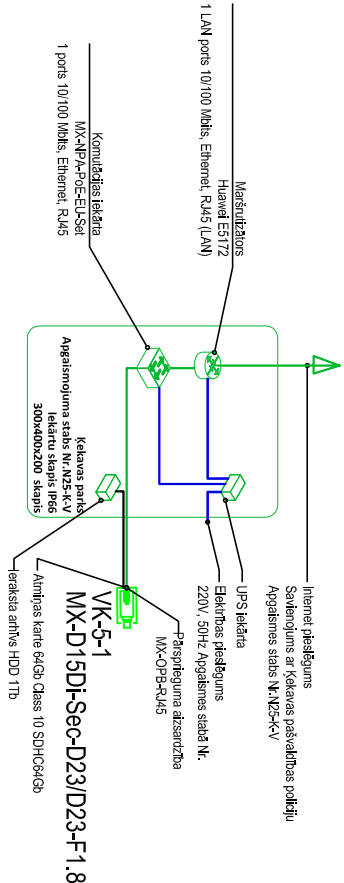 Internet pieslēgums
Savienojums ar Ķekavas pašvaldības policiju
Apgaismes stabs Nr.N25-K-V
Maršrutizātors
Huawei E5172
1 LAN ports 10/100 Mbits, Ethernet, RJ45 (LAN)
UPS iekārta
Elektrības pieslēgums
220V, 50Hz Apgaismes stabā Nr.
Komutācijas iekārta
MX-NPA-PoE-EU-Set
1 ports 10/100 Mbits, Ethernet, RJ45
Ķekavas parks
Apgaismojuma stabs Nr.N25-K-V
Iekārtu skapis IP66
300x400x200 skapis
Pārsprieguma aizsardzība
MX-OPB-RJ45
VK-5-1
MX-D15Di-Sec-D23/D23-F1.8
Atmiņas karte 64Gb Class 10 SDHC64Gb
Ieraksta arhīvs HDD 1Tb